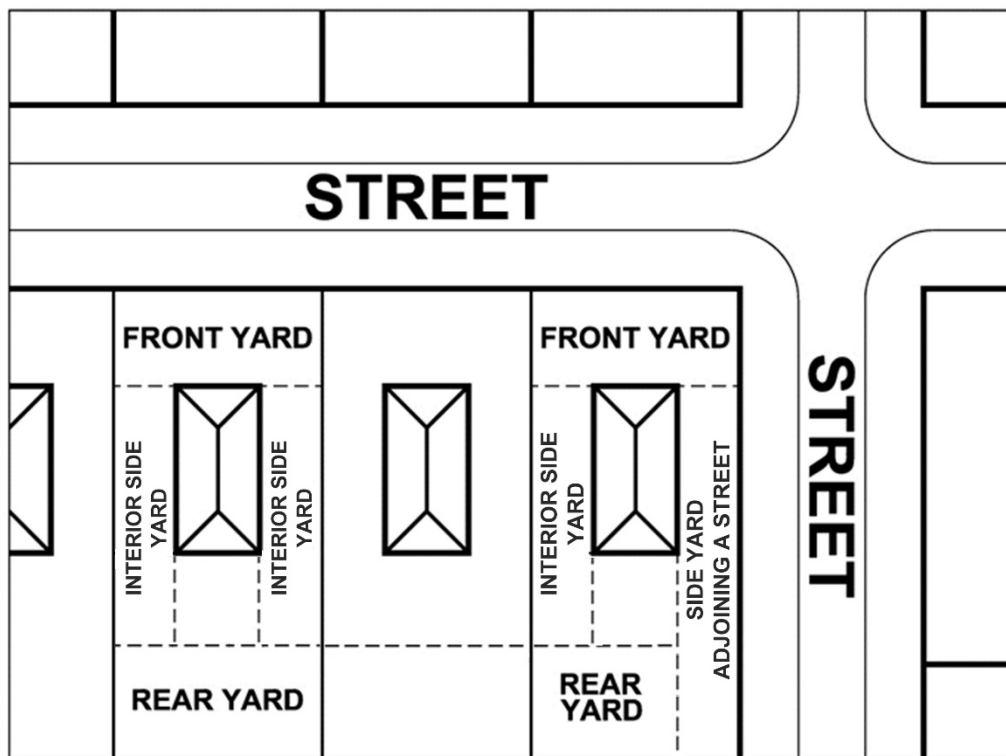 STREET
FRONT YARD
FRONT YARD
STREET
INTERIOR SIDE
YARD
INTERIOR SIDE
YARD
INTERIOR SIDE
YARD
SIDE YARD
ADJOINING A STREET
REAR YARD
REAR
YARD